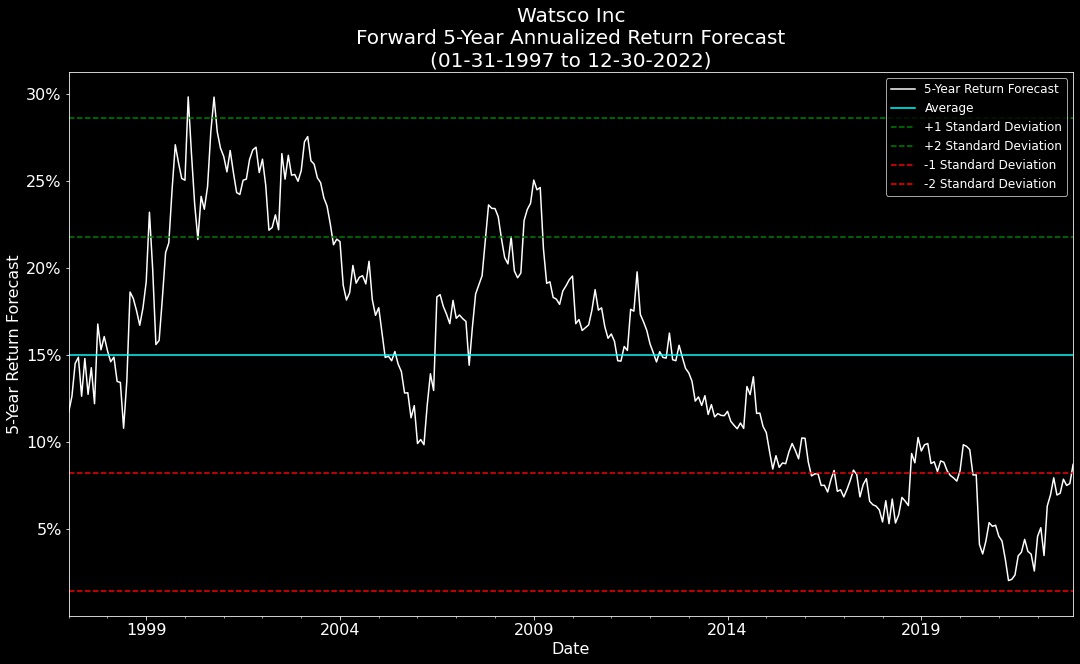 Watsco Inc
Forward 5-Year Annualized Return Forecast
(01-31-1997 to 12-30-2022)
5-Year Return Forecast
Average
+1 Standard Deviation
+2 Standard Deviation
-1 Standard Deviation
-2 Standard Deviation
5-Year Return Forecast
30%
25%
20%
15%
10%
5%
1999 2004 2009 2014 2019
Date